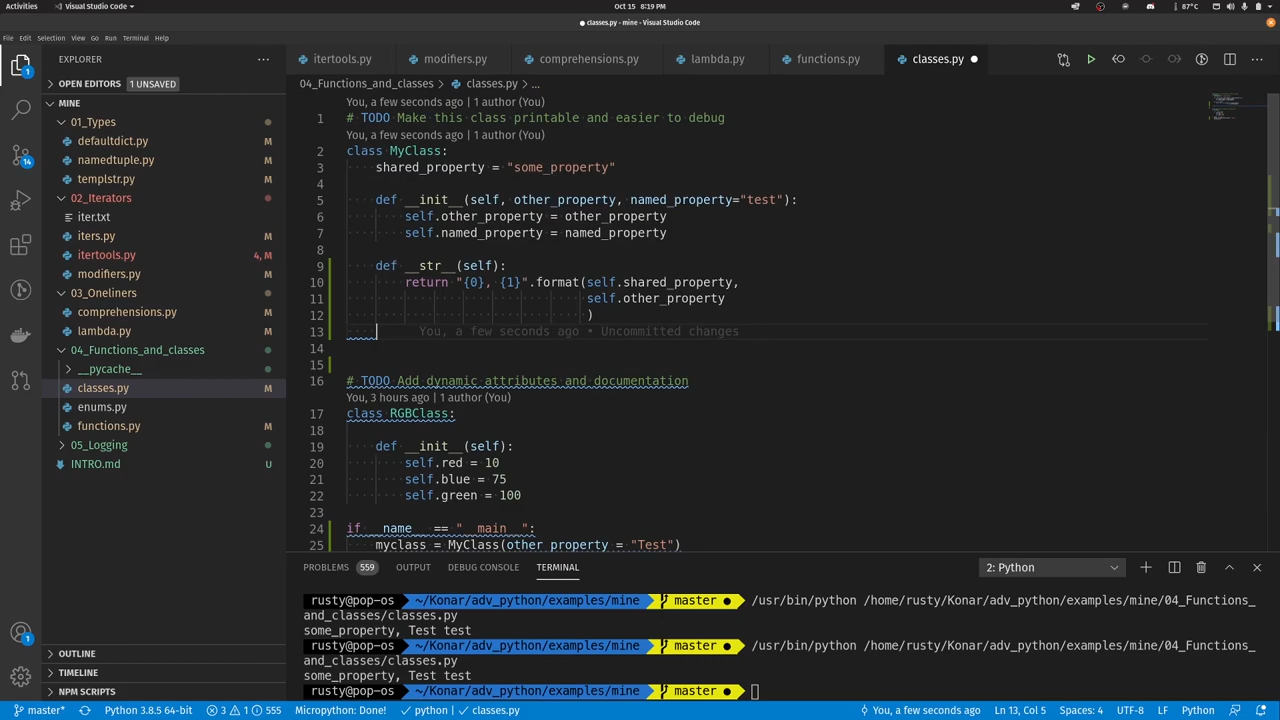 Activities
Visual Studio Code
Oct 15 8:19 PM
87°C
● classes.py - mine - Visual Studio Code
File Edit Selection View Go Run Terminal Help
EXPLORER
OPEN EDITORS 1 UNSAVED
MINE
01_Types
defaultdict.py M
namedtuple.py M
templstr.py M
02_Iterators
iter.txt
iters.py M
itertools.py 4, M
modifiers.py M
03_Oneliners
comprehensions.py M
lambda.py M
04_Functions_and_classes
__pycache__
classes.py M
enums.py
functions.py M
05_Logging
INTRO.md U
OUTLINE
TIMELINE
NPM SCRIPTS
1
14
1
itertools.py modifiers.py comprehensions.py lambda.py functions.py classes.py ●
04_Functions_and_classes > classes.py > ...
You, a few seconds ago | 1 author (You)
1 # TODO Make this class printable and easier to debug
You, a few seconds ago | 1 author (You)
2 class MyClass:
3 shared_property = "some_property"
4
5 def __init__(self, other_property, named_property="test"):
6 self.other_property = other_property
7 self.named_property = named_property
8
9 def __str__(self):
10 return "{0}, {1}".format(self.shared_property,
11 self.other_property
12 )
13 You, a few seconds ago • Uncommitted changes
14
15
16 # TODO Add dynamic attributes and documentation
You, 3 hours ago | 1 author (You)
17 class RGBClass:
18
19 def __init__(self):
20 self.red = 10
21 self.blue = 75
22 self.green = 100
23
24 if __name__ == "__main__":
25 myclass = MyClass(other_property = "Test")
PROBLEMS 559 OUTPUT DEBUG CONSOLE TERMINAL
2: Python
rusty@pop-os ~/Konar/adv_python/examples/mine master ● /usr/bin/python /home/rusty/Konar/adv_python/examples/mine/04_Functions_
and_classes/classes.py
some_property, Test test
rusty@pop-os ~/Konar/adv_python/examples/mine master ● /usr/bin/python /home/rusty/Konar/adv_python/examples/mine/04_Functions_
and_classes/classes.py
some_property, Test test
rusty@pop-os ~/Konar/adv_python/examples/mine master ●
master* Python 3.8.5 64-bit 3 1 555 Micropython: Done! python | classes.py You, a few seconds ago Ln 13, Col 5 Spaces: 4 UTF-8 LF Python